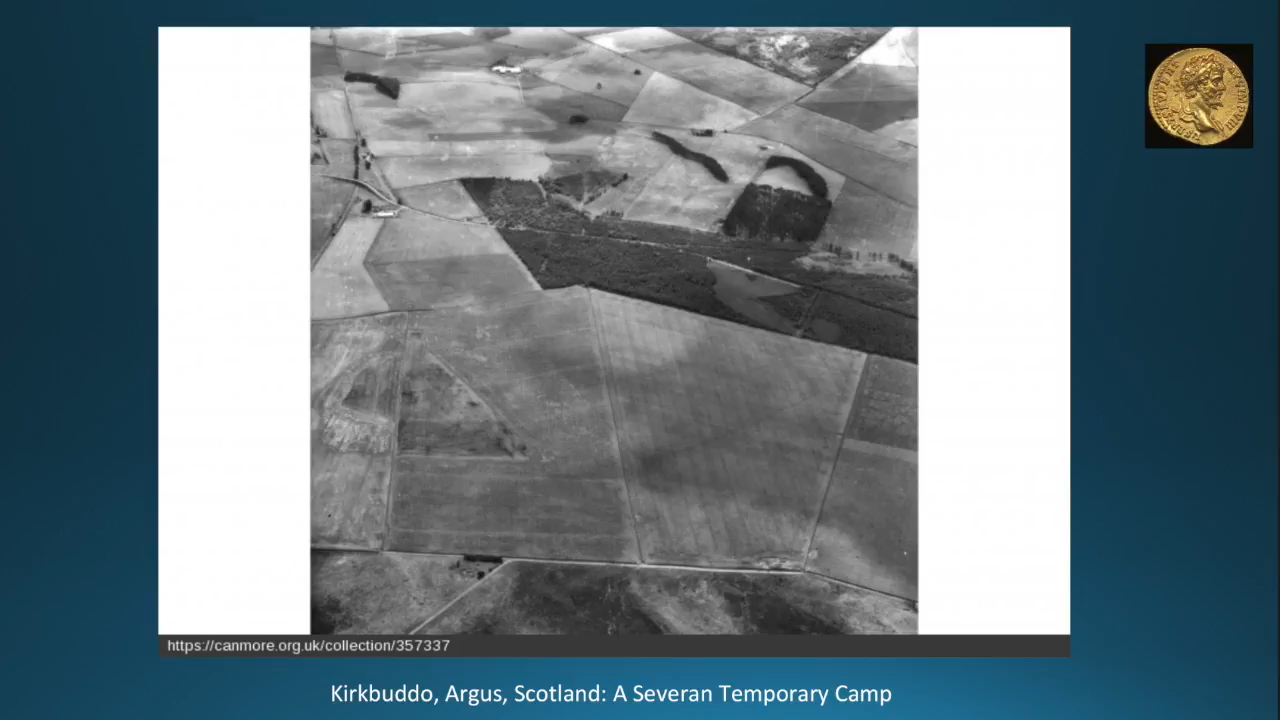 https://canmore.org.uk/collection/357337
Kirkbuddo, Argus, Scotland: A Severan Temporary Camp